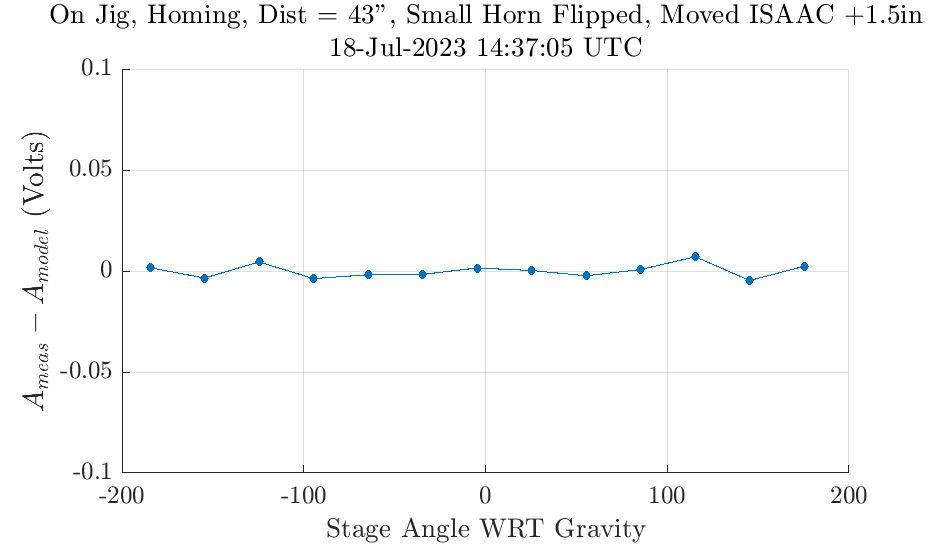 On Jig, Homing, Dist = 43”, Small Horn Flipped, Moved ISAAC +1.5in
18-Jul-2023 14:37:05 UTC
0.1
0.05
0
-0.05
-0.1
A_meas − A_model (Volts)
-200 -100 0 100 200
Stage Angle WRT Gravity